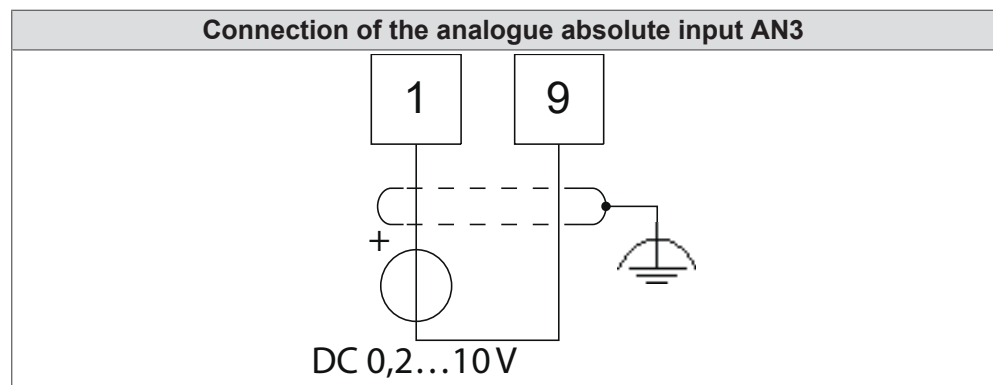 Connection of the analogue absolute input AN3
1 9
+
DC 0,2…10 V